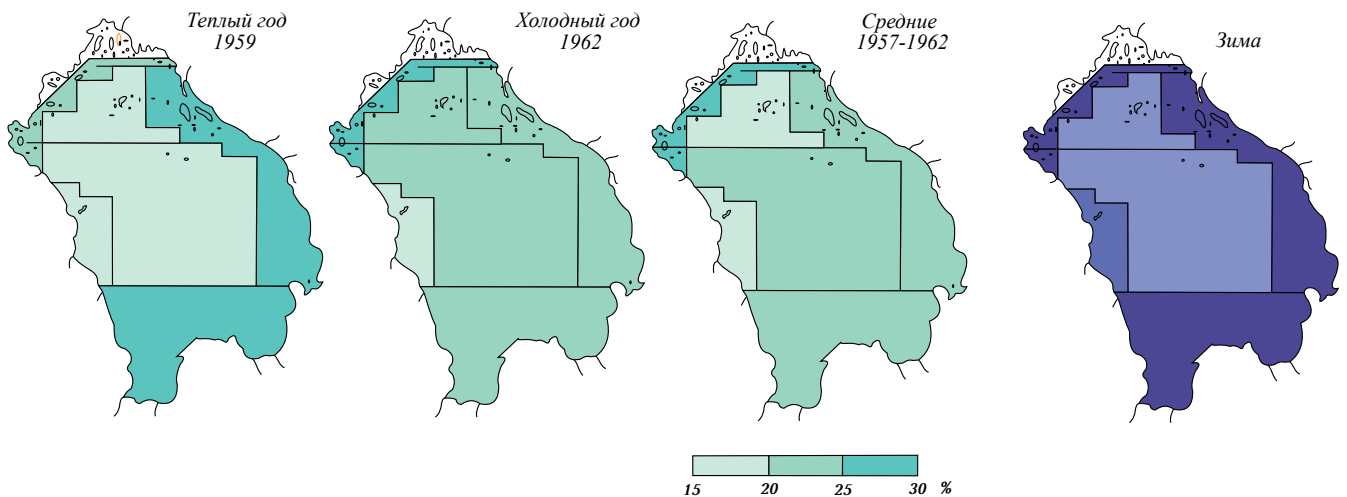 Теплый год
1959
Холодный год
1962
Средние
1957-1962
Зима
15 20 25 30 %